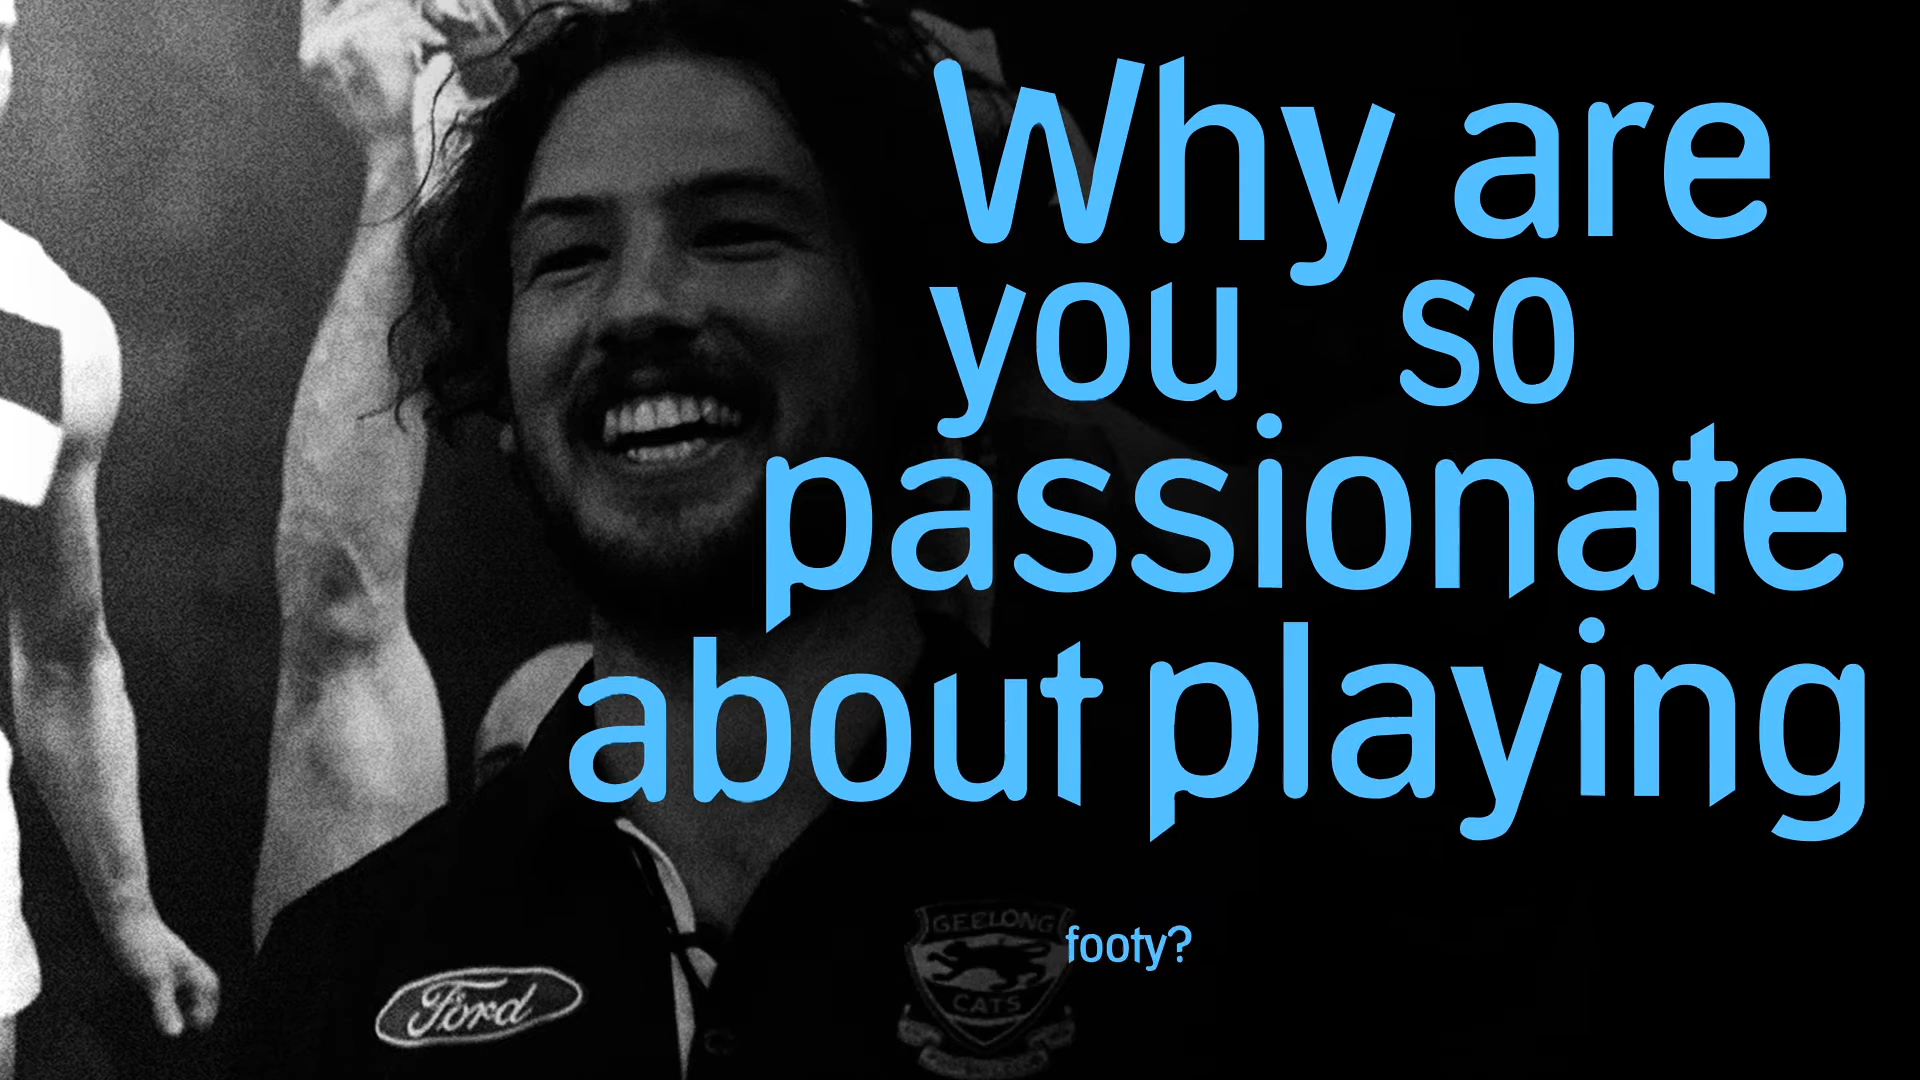 Why are
you so
passionate
about playing
footy?
GEELONG
CATS
Ford